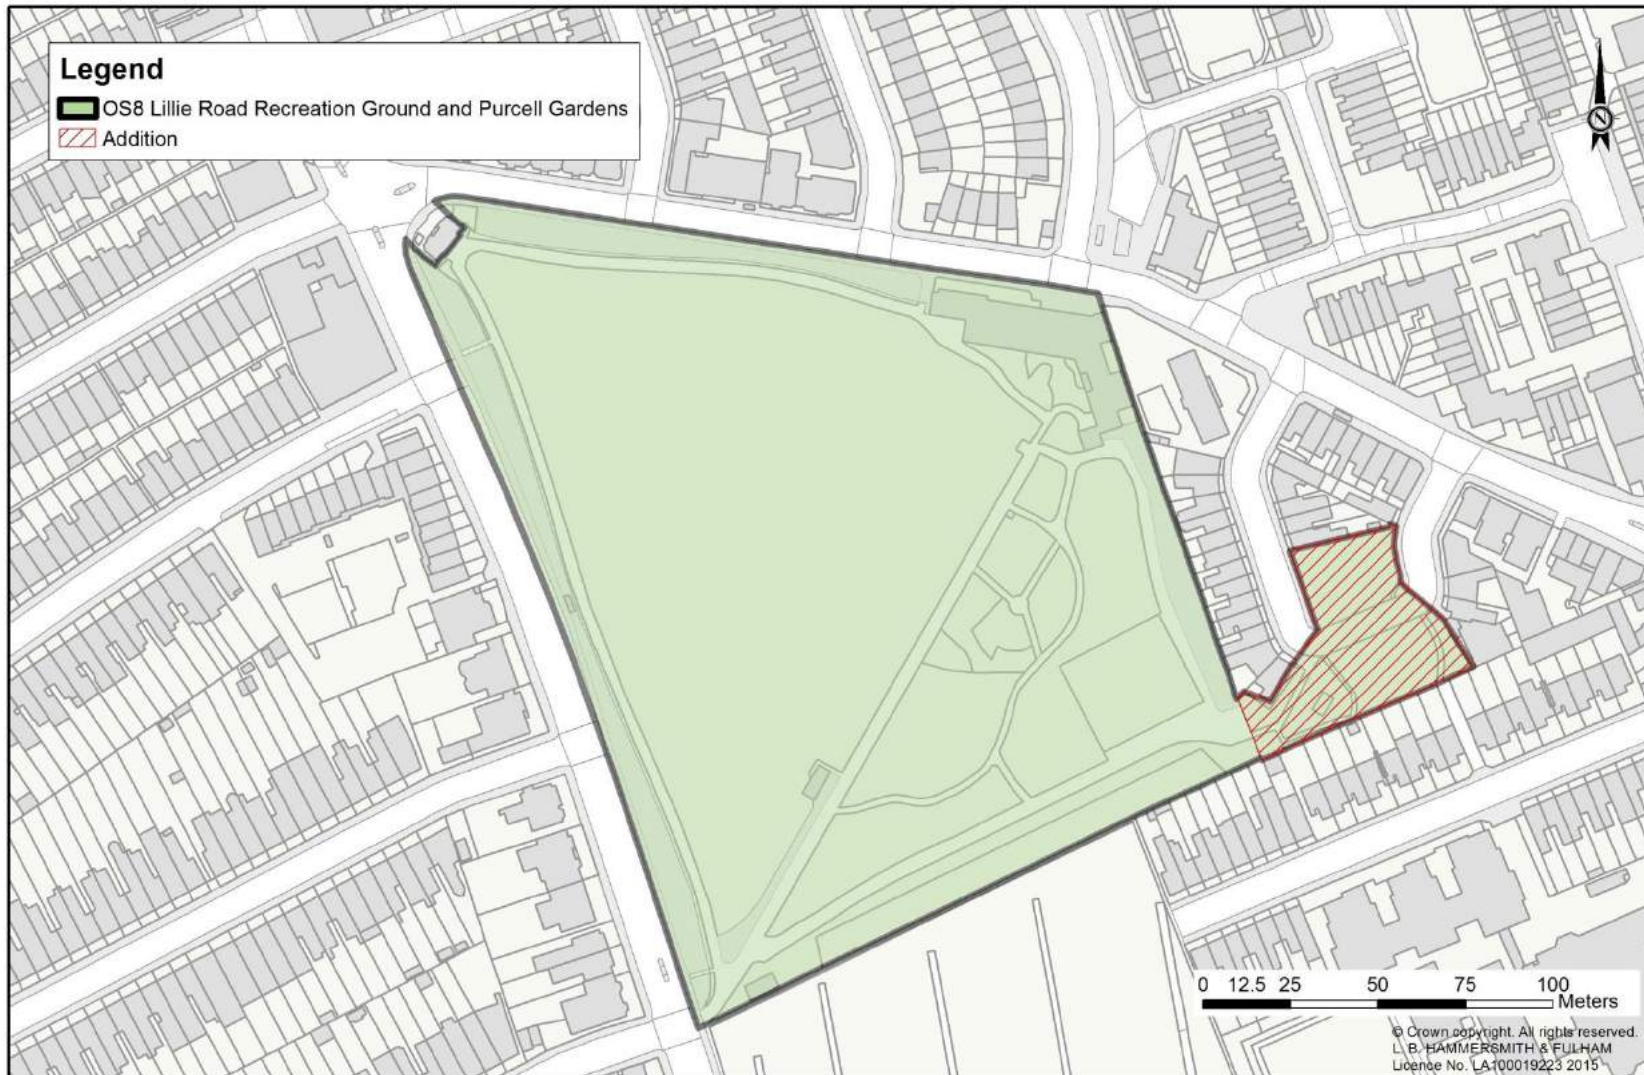 Legend
OS8 Lillie Road Recreation Ground and Purcell Gardens
Addition
N
0 12.5 25 50 75 100
Meters
© Crown copyright. All rights reserved.
L. B. HAMMERSMITH & FULHAM
Licence No. LA100019223 2015